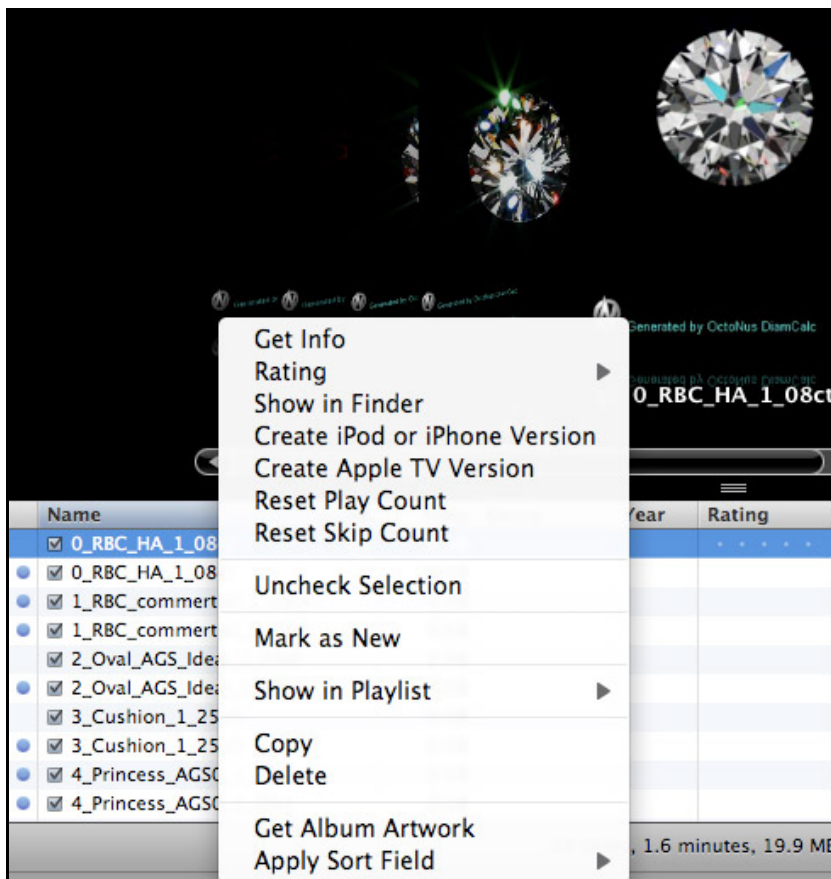 Generated by OctoNus DiamCalc
0_RBC_HA_1_08ct
Get Info
Rating
Show in Finder
Create iPod or iPhone Version
Create Apple TV Version
Reset Play Count
Reset Skip Count
Uncheck Selection
Mark as New
Show in Playlist
Copy
Delete
Get Album Artwork
Apply Sort Field
Name Year Rating
0_RBC_HA_1_08
0_RBC_HA_1_08
1_RBC_commert
1_RBC_commert
2_Oval_AGS_Idea
2_Oval_AGS_Idea
3_Cushion_1_25
3_Cushion_1_25
4_Princess_AGS0
4_Princess_AGS0
, 1.6 minutes, 19.9 MB